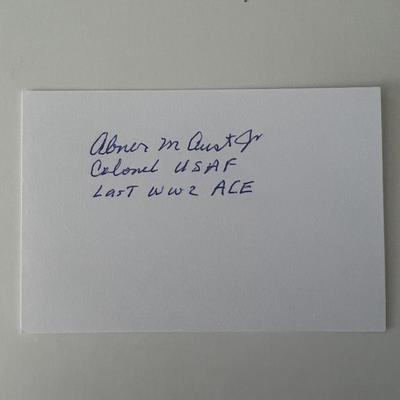 Abner M Aust Jr
Colonel USAF
LAST WW2 ACE